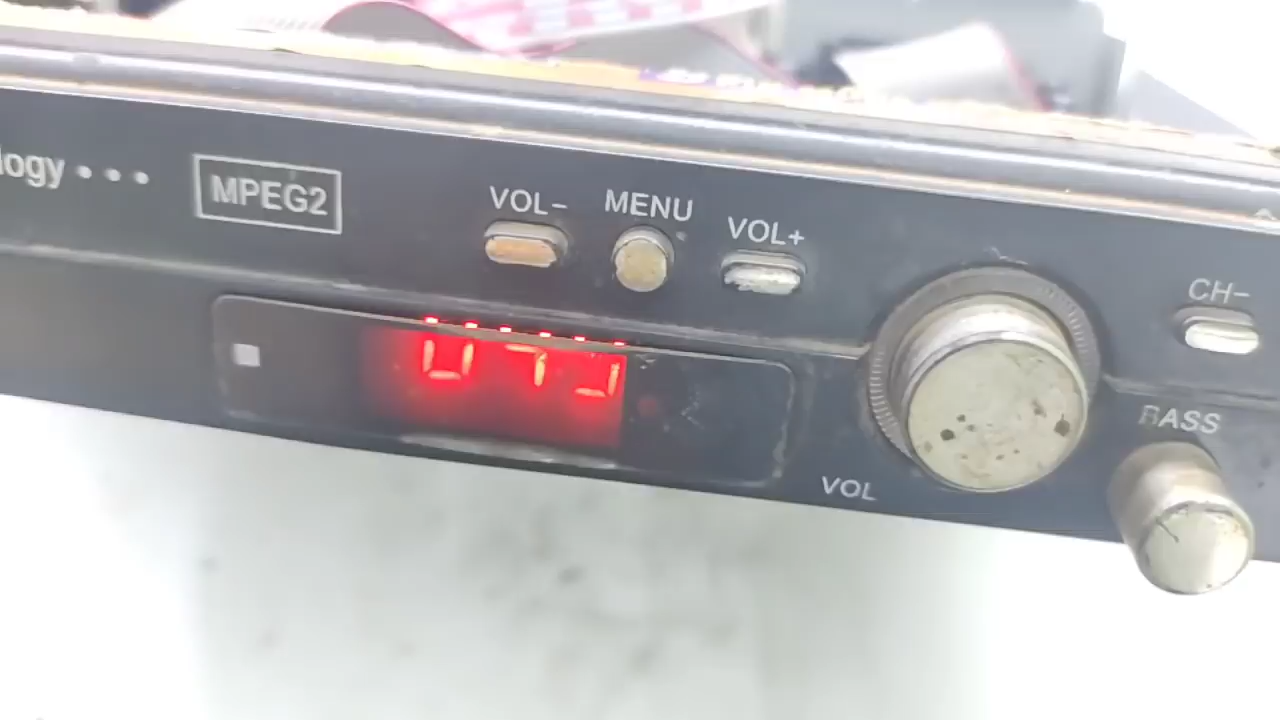 logy •••
MPEG2
VOL-
MENU
VOL+
CH-
BASS
VOL